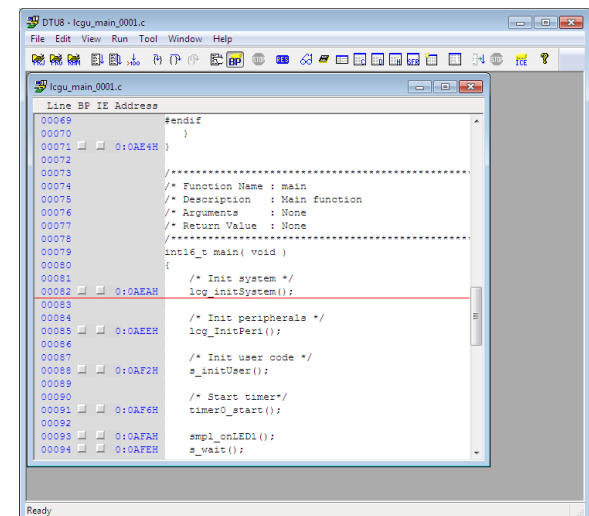 DTU8 - lcgu_main_0001.c
File Edit View Run Tool Window Help
BP RES SFR ICE ?
lcgu_main_0001.c
Line BP IE Address
00069 #endif
00070 }
00071 0:0AE4H }
00072
00073 /***************************************************
00074 /* Function Name : main
00075 /* Description : Main function
00076 /* Arguments : None
00077 /* Return Value : None
00078 /***************************************************
00079 int16_t main( void )
00080 {
00081 /* Init system */
00082 0:0AEAH lcg_initSystem();
00083
00084 /* Init peripherals */
00085 0:0AEEH lcg_InitPeri();
00086
00087 /* Init user code */
00088 0:0AF2H s_initUser();
00089
00090 /* Start timer*/
00091 0:0AF6H timer0_start();
00092
00093 0:0AFAH smpl_onLED1();
00094 0:0AFEH s_wait();
Ready